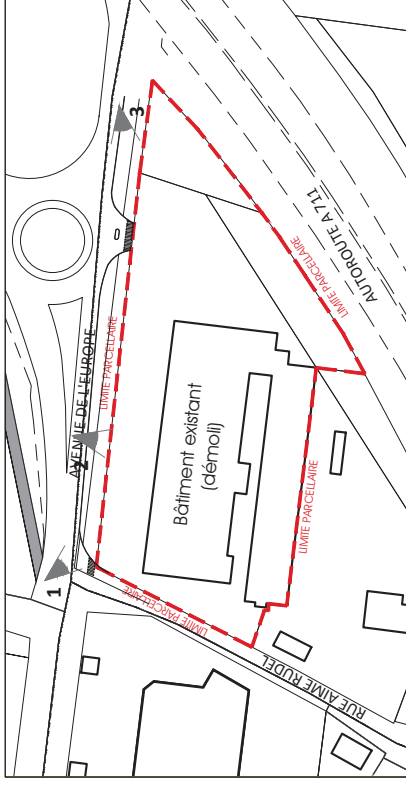 1
2
3
AVENUE DE L'EUROPE
LIMITE PARCELLAIRE
LIMITE PARCELLAIRE
AUTOROUTE A 711
Bâtiment existant
(démoli)
LIMITE PARCELLAIRE
LIMITE PARCELLAIRE
RUE AIME RUDEL